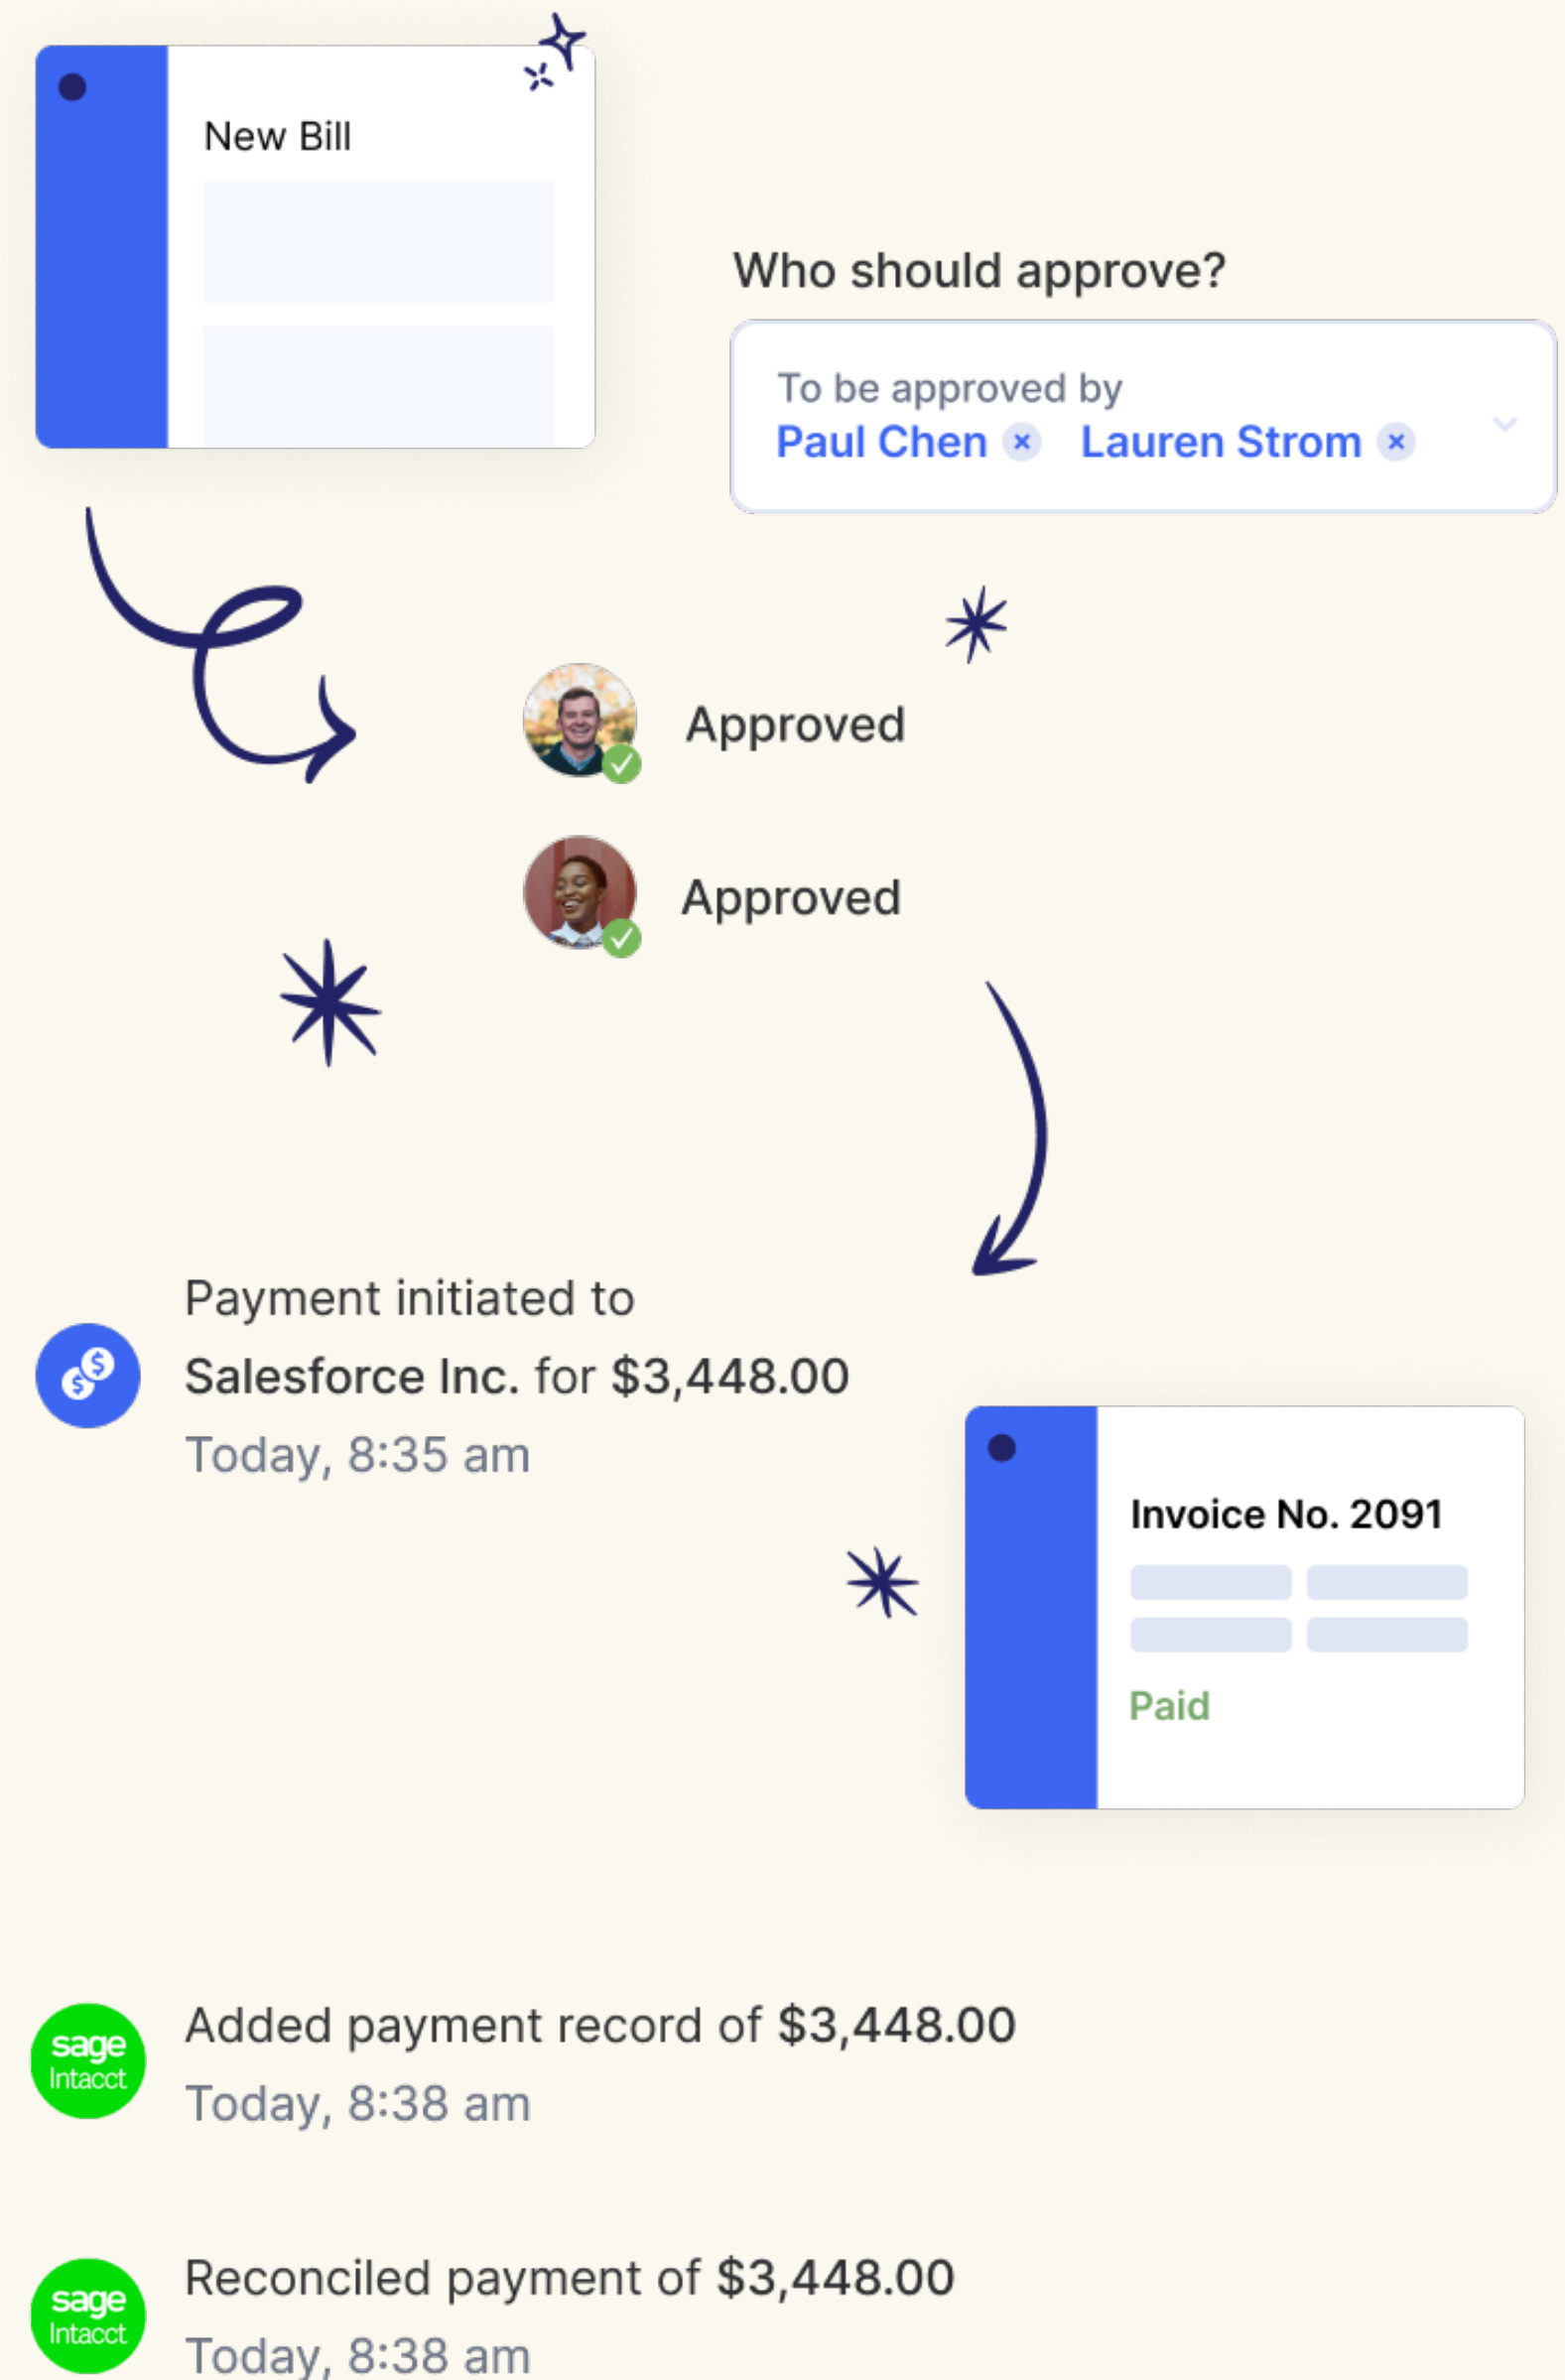 New Bill
Who should approve?
To be approved by
Paul Chen × Lauren Strom ×
Approved
Approved
Payment initiated to
Salesforce Inc. for $3,448.00
Today, 8:35 am
$
$
Invoice No. 2091
Paid
sage
Intacct
Added payment record of $3,448.00
Today, 8:38 am
sage
Intacct
Reconciled payment of $3,448.00
Today, 8:38 am